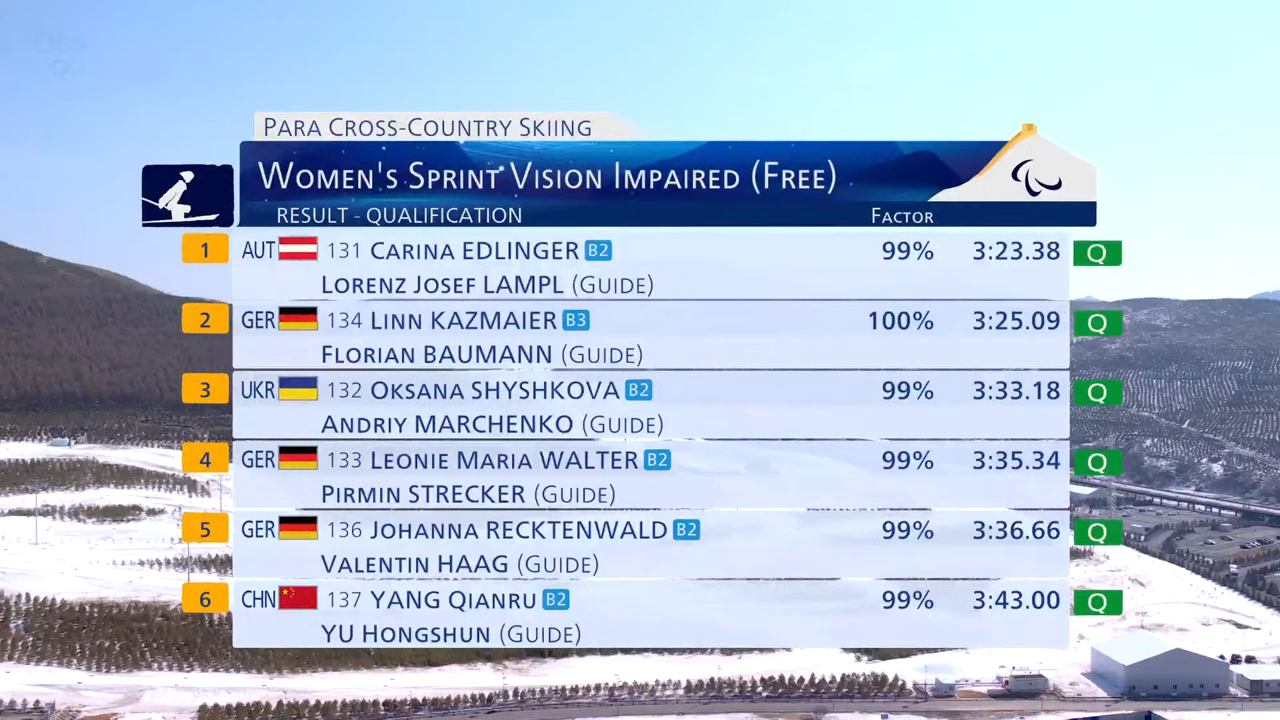 PARA CROSS-COUNTRY SKIING
WOMEN'S SPRINT VISION IMPAIRED (FREE)
RESULT - QUALIFICATION FACTOR
1 AUT 131 CARINA EDLINGER B2 99% 3:23.38 Q
LORENZ JOSEF LAMPL (GUIDE)
2 GER 134 LINN KAZMAIER B3 100% 3:25.09 Q
FLORIAN BAUMANN (GUIDE)
3 UKR 132 OKSANA SHYSHKOVA B2 99% 3:33.18 Q
ANDRIY MARCHENKO (GUIDE)
4 GER 133 LEONIE MARIA WALTER B2 99% 3:35.34 Q
PIRMIN STRECKER (GUIDE)
5 GER 136 JOHANNA RECKTENWALD B2 99% 3:36.66 Q
VALENTIN HAAG (GUIDE)
6 CHN 137 YANG QIANRU B2 99% 3:43.00 Q
YU HONGSHUN (GUIDE)